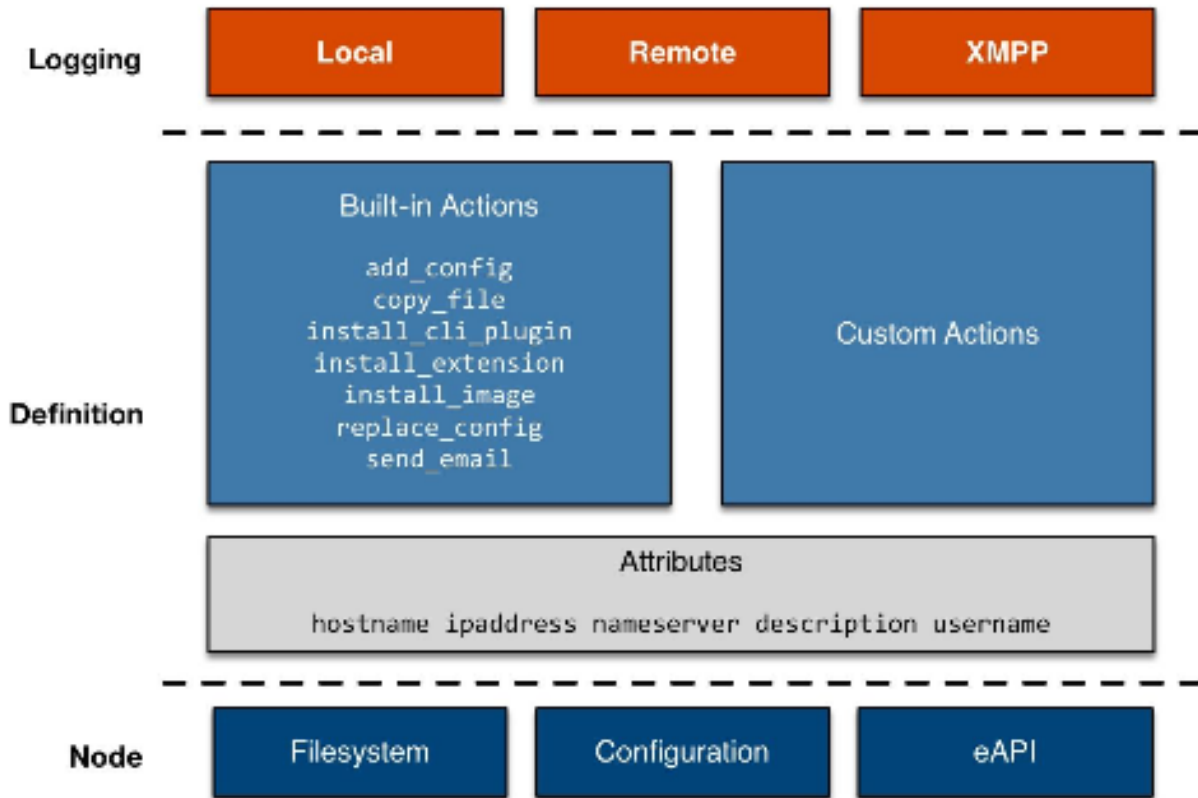 Logging
Local
Remote
XMPP
Definition
Built-in Actions
add_config
copy_file
install_cli_plugin
install_extension
install_image
replace_config
send_email
Custom Actions
Attributes
hostname ipaddress nameserver description username
Node
Filesystem
Configuration
eAPI